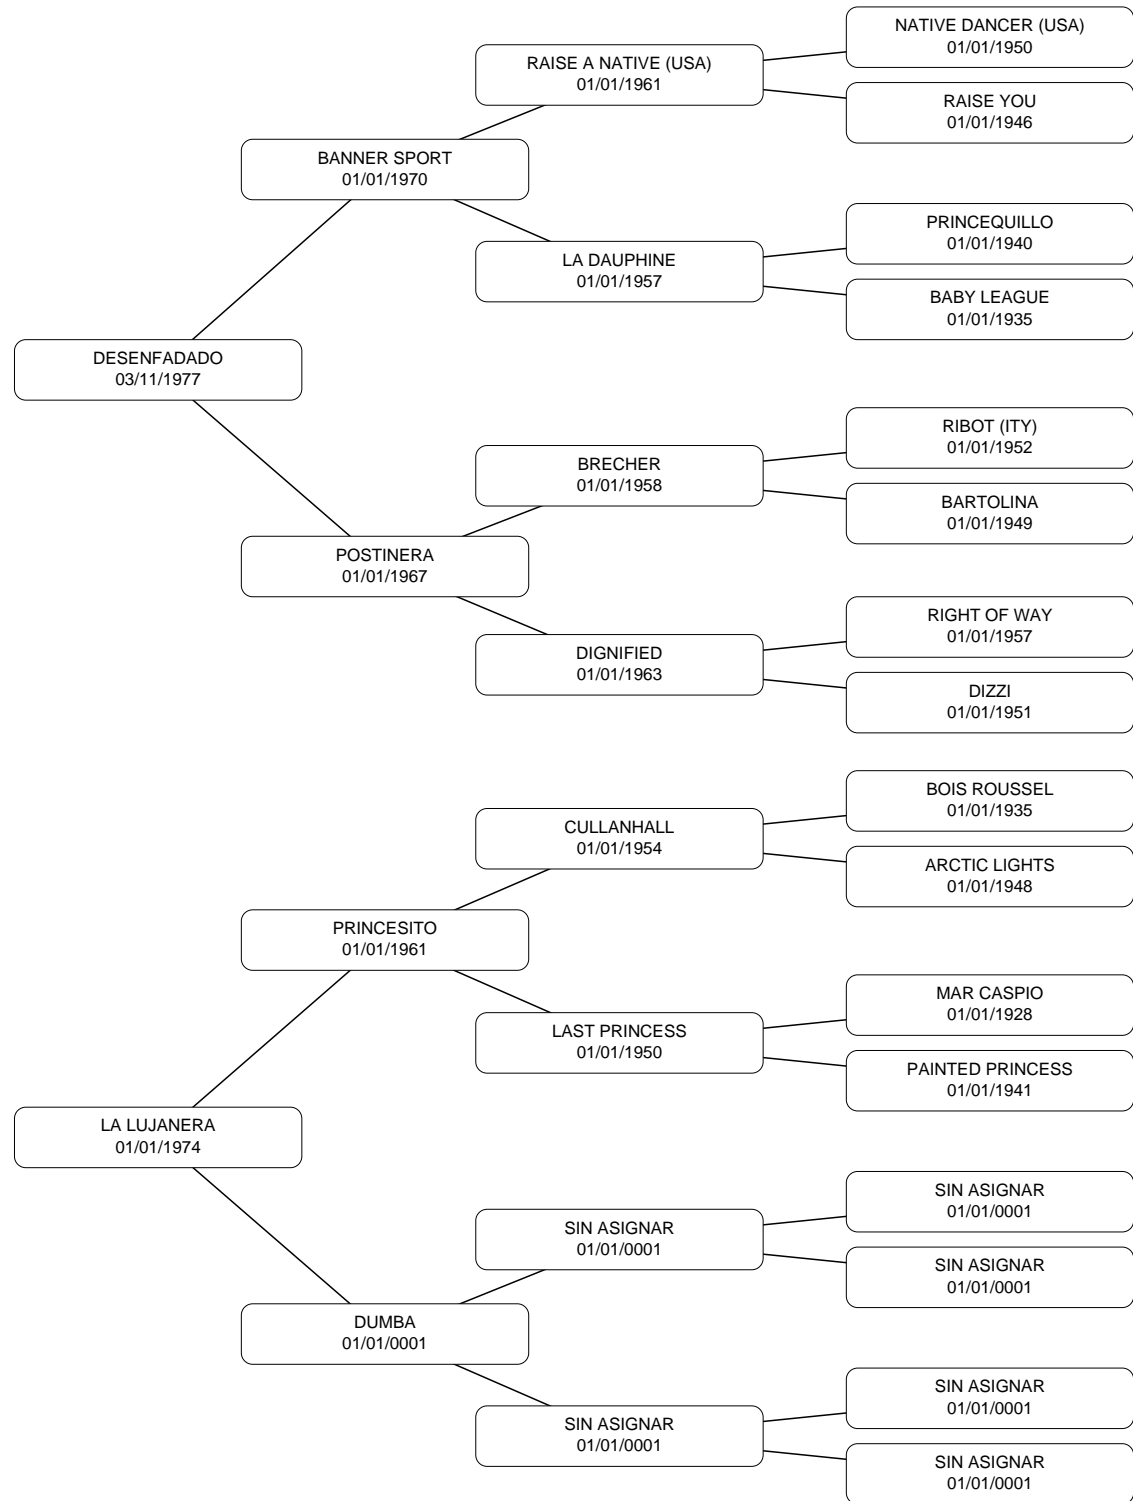 NATIVE DANCER (USA)
01/01/1950
RAISE A NATIVE (USA)
01/01/1961
RAISE YOU
01/01/1946
BANNER SPORT
01/01/1970
PRINCEQUILLO
01/01/1940
LA DAUPHINE
01/01/1957
BABY LEAGUE
01/01/1935
DESENFADADO
03/11/1977
RIBOT (ITY)
01/01/1952
BRECHER
01/01/1958
BARTOLINA
01/01/1949
POSTINERA
01/01/1967
RIGHT OF WAY
01/01/1957
DIGNIFIED
01/01/1963
DIZZI
01/01/1951
BOIS ROUSSEL
01/01/1935
CULLANHALL
01/01/1954
ARCTIC LIGHTS
01/01/1948
PRINCESITO
01/01/1961
MAR CASPIO
01/01/1928
LAST PRINCESS
01/01/1950
PAINTED PRINCESS
01/01/1941
LA LUJANERA
01/01/1974
SIN ASIGNAR
01/01/0001
SIN ASIGNAR
01/01/0001
SIN ASIGNAR
01/01/0001
DUMBA
01/01/0001
SIN ASIGNAR
01/01/0001
SIN ASIGNAR
01/01/0001
SIN ASIGNAR
01/01/0001